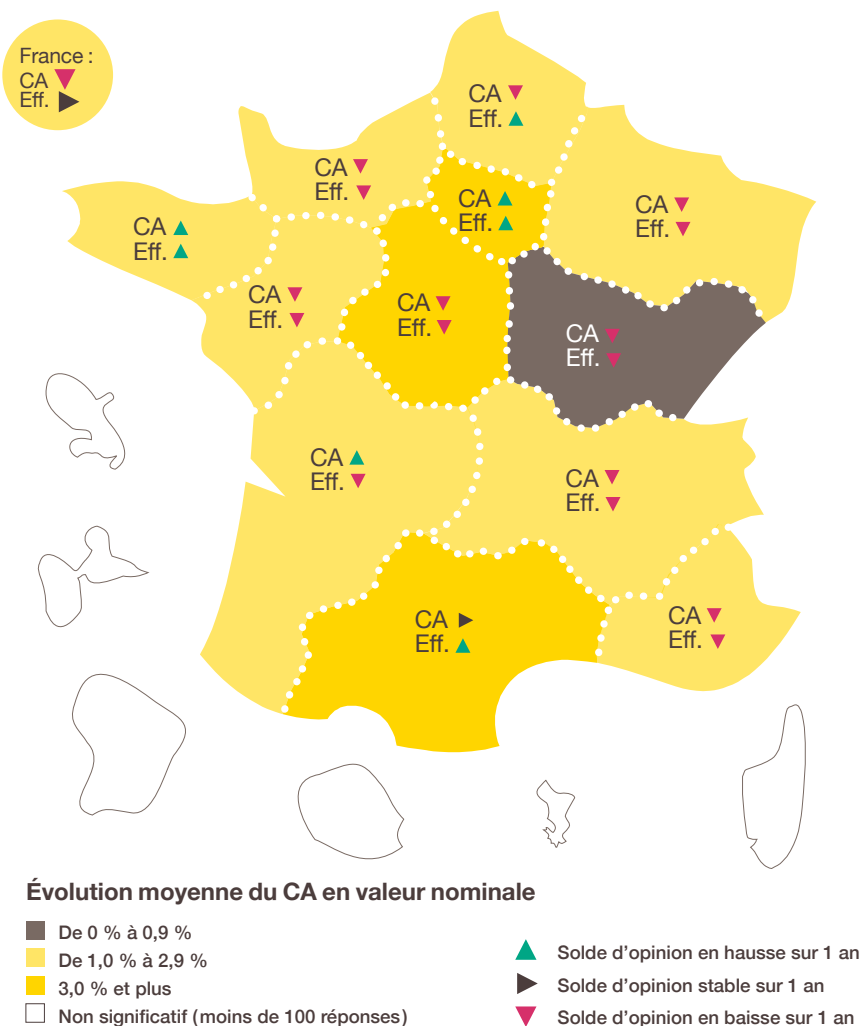 France :
CA ▼
Eff. ▶
CA ▼
Eff. ▲
CA ▼
Eff. ▼
CA ▲
Eff. ▲
CA ▼
Eff. ▼
CA ▲
Eff. ▲
CA ▼
Eff. ▼
CA ▼
Eff. ▼
CA ▼
Eff. ▼
CA ▲
Eff. ▼
CA ▼
Eff. ▼
CA ▶
Eff. ▲
CA ▼
Eff. ▼
Évolution moyenne du CA en valeur nominale
De 0 % à 0,9 %
De 1,0 % à 2,9 %
3,0 % et plus
Non significatif (moins de 100 réponses)
▲ Solde d’opinion en hausse sur 1 an
▶ Solde d’opinion stable sur 1 an
▼ Solde d’opinion en baisse sur 1 an